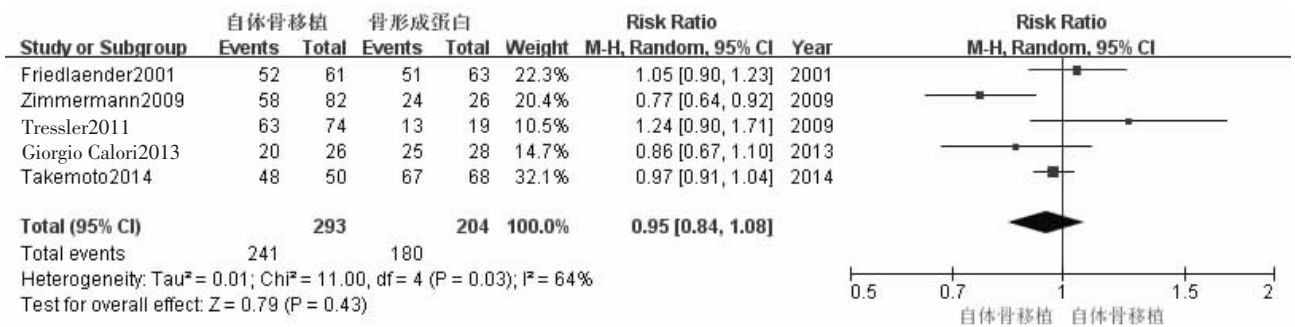 自体骨移植 骨形成蛋白 Risk Ratio Risk Ratio
Study or Subgroup Events Total Events Total Weight M-H, Random, 95% CI Year M-H, Random, 95% CI
Friedlaender2001 52 61 51 63 22.3% 1.05 [0.90, 1.23] 2001
Zimmermann2009 58 82 24 26 20.4% 0.77 [0.64, 0.92] 2009
Tressler2011 63 74 13 19 10.5% 1.24 [0.90, 1.71] 2009
Giorgio Calori2013 20 26 25 28 14.7% 0.86 [0.67, 1.10] 2013
Takemoto2014 48 50 67 68 32.1% 0.97 [0.91, 1.04] 2014
Total (95% CI) 293 204 100.0% 0.95 [0.84, 1.08]
Total events 241 180
Heterogeneity: Tau² = 0.01; Chi² = 11.00, df = 4 (P = 0.03); I² = 64%
Test for overall effect: Z = 0.79 (P = 0.43)
0.5 0.7 1 1.5 2
自体骨移植 自体骨移植